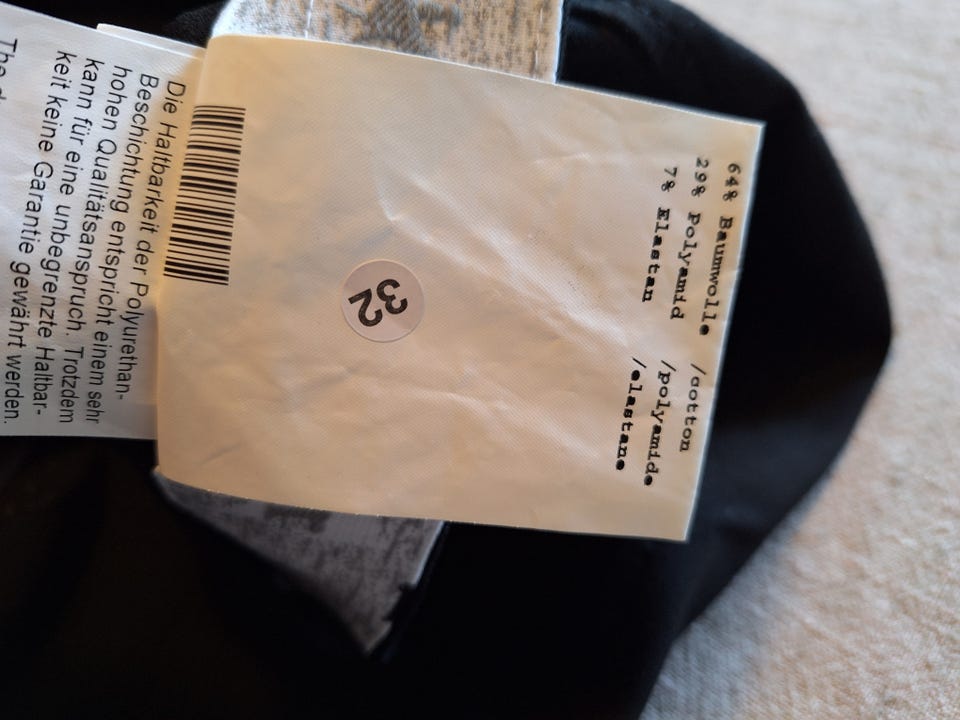 64% Baumwolle /cotton
29% Polyamid /polyamide
7% Elastan /elastane
32
Die Haltbarkeit der Polyurethan-
Beschichtung entspricht einem sehr
hohen Qualitätsanspruch. Trotzdem
kann für eine unbegrenzte Haltbar-
keit keine Garantie gewährt werden.
The